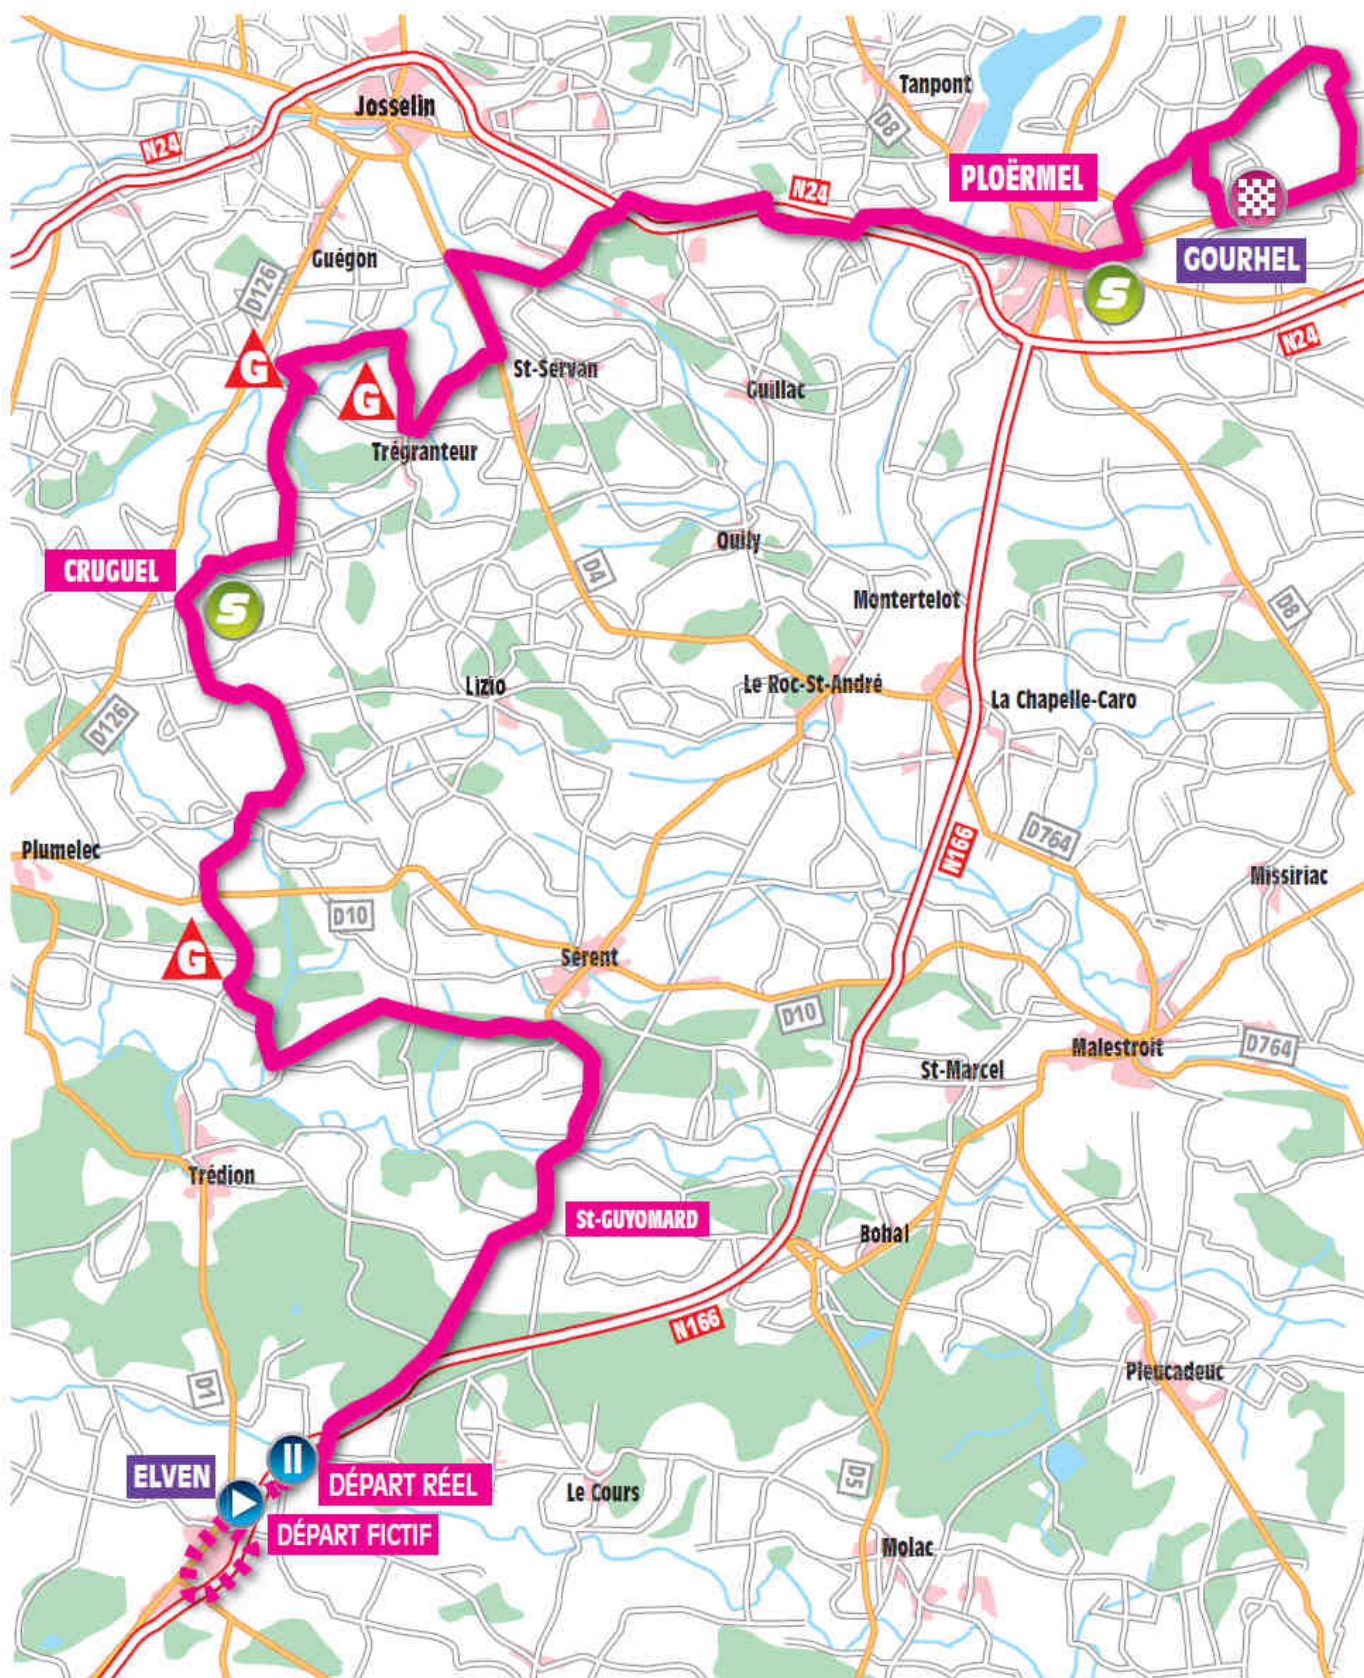 Tanpont
Josselin
D8
N24
PLOËRMEL
N24
Guégon
GOURHEL
D126
S
N24
G
St-Servan
G
Guillac
Trégranteur
Quily
CRUGUEL
D4
S
Montertelot
D8
Lizio
Le Roc-St-André
La Chapelle-Caro
D126
D764
Plumelec
N166
Missiriac
D10
G
Sérent
D10
Malestroit
D764
St-Marcel
Trédion
St-GUYOMARD
Bohal
N166
Pleucadeuc
D1
ELVEN
DÉPART RÉEL
D5
Le Cours
DÉPART FICTIF
Molac